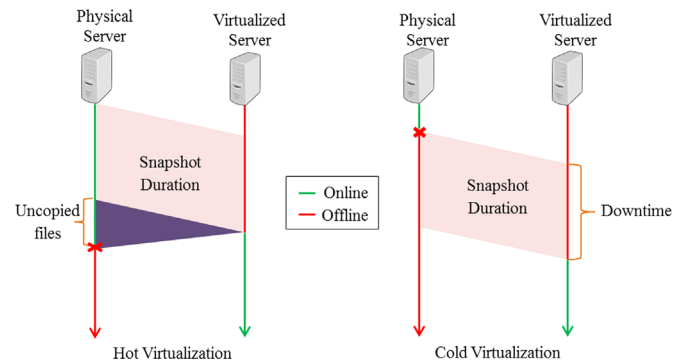 Physical
Server
Virtualized
Server
Snapshot
Duration
Uncopied
files
Hot Virtualization
Online
Offline
Physical
Server
Virtualized
Server
Snapshot
Duration
Downtime
Cold Virtualization